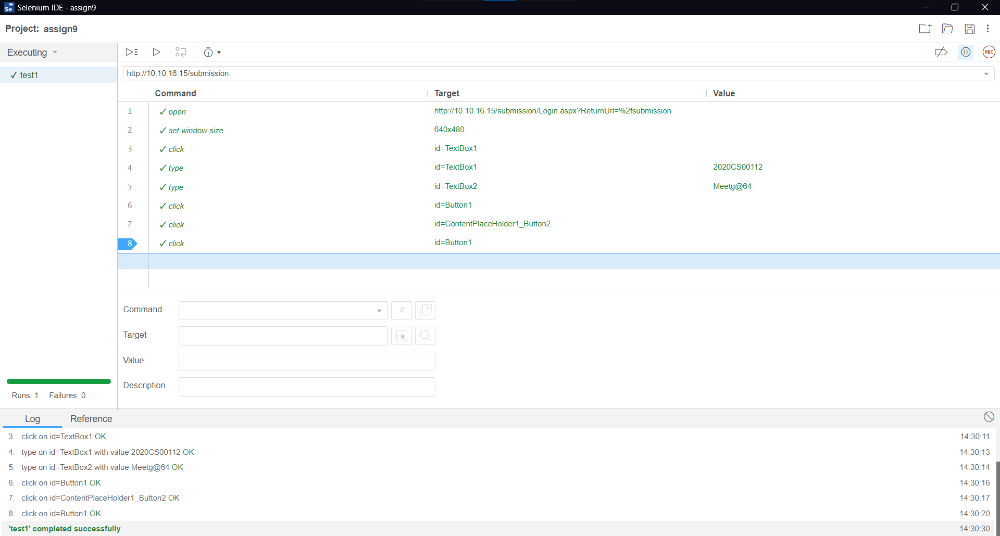 Selenium IDE - assign9
Project: assign9
Executing
✓ test1
http://10.10.16.15/submission
Command Target Value
1 ✓ open http://10.10.16.15/submission/Login.aspx?ReturnUrl=%2fsubmission
2 ✓ set window size 640x480
3 ✓ click id=TextBox1
4 ✓ type id=TextBox1 2020CS00112
5 ✓ type id=TextBox2 Meetg@64
6 ✓ click id=Button1
7 ✓ click id=ContentPlaceHolder1_Button2
8 ✓ click id=Button1
Command //
Target
Value
Description
Runs: 1 Failures: 0
Log Reference
3. click on id=TextBox1 OK 14:30:11
4. type on id=TextBox1 with value 2020CS00112 OK 14:30:13
5. type on id=TextBox2 with value Meetg@64 OK 14:30:14
6. click on id=Button1 OK 14:30:16
7. click on id=ContentPlaceHolder1_Button2 OK 14:30:17
8. click on id=Button1 OK 14:30:20
'test1' completed successfully 14:30:30
REC
Se